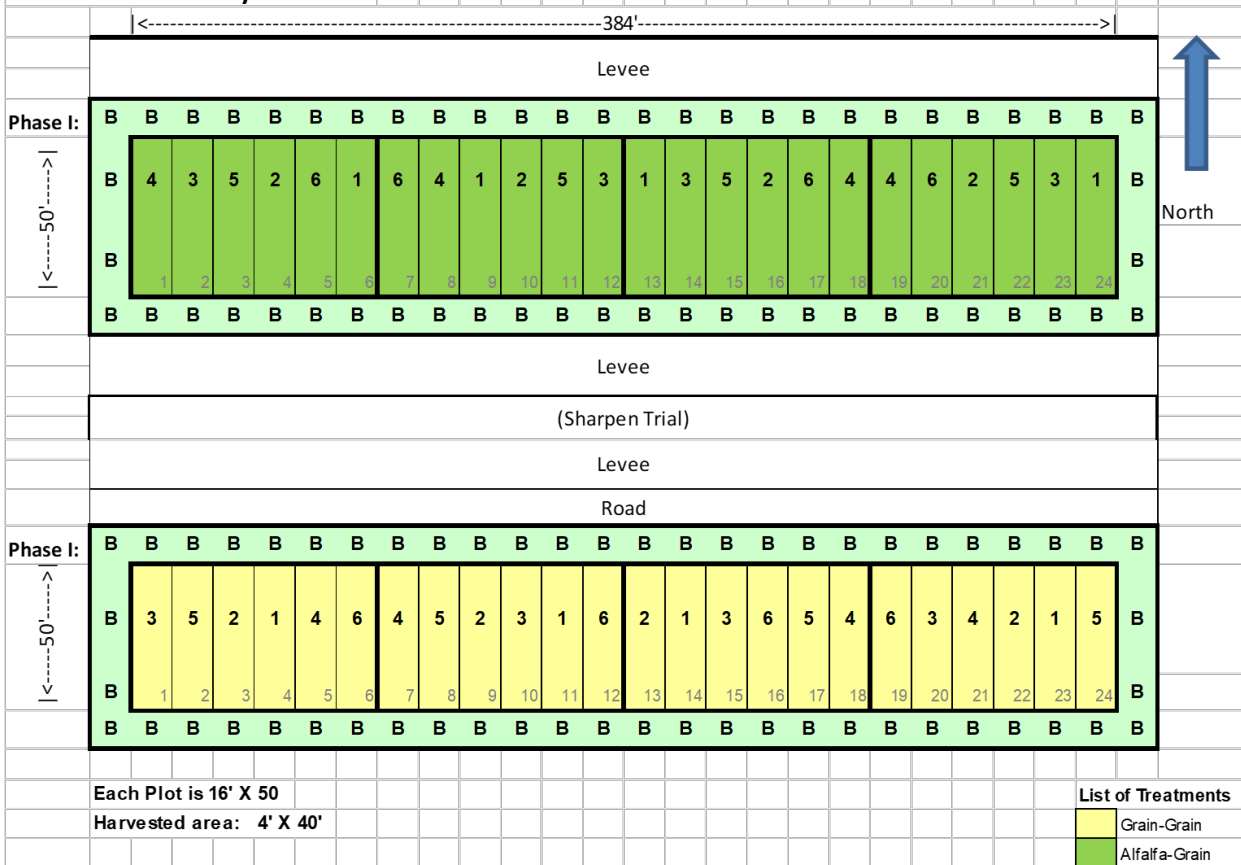 |<-----------------------------------------------------384'------------------------------------------------------>|
Levee
Phase I: B B B B B B B B B B B B B B B B B B B B B B B B B B
B 4 3 5 2 6 1 6 4 1 2 5 3 1 3 5 2 6 4 4 6 2 5 3 1 B
|<-----50'----->|
North
B 1 2 3 4 5 6 7 8 9 10 11 12 13 14 15 16 17 18 19 20 21 22 23 24 B
B B B B B B B B B B B B B B B B B B B B B B B B B B
Levee
(Sharpen Trial)
Levee
Road
Phase I: B B B B B B B B B B B B B B B B B B B B B B B B B B
B 3 5 2 1 4 6 4 5 2 3 1 6 2 1 3 6 5 4 6 3 4 2 1 5 B
|<-----50'----->|
B 1 2 3 4 5 6 7 8 9 10 11 12 13 14 15 16 17 18 19 20 21 22 23 24 B
B B B B B B B B B B B B B B B B B B B B B B B B B B
Each Plot is 16' X 50
Harvested area: 4' X 40'
List of Treatments
Grain-Grain
Alfalfa-Grain